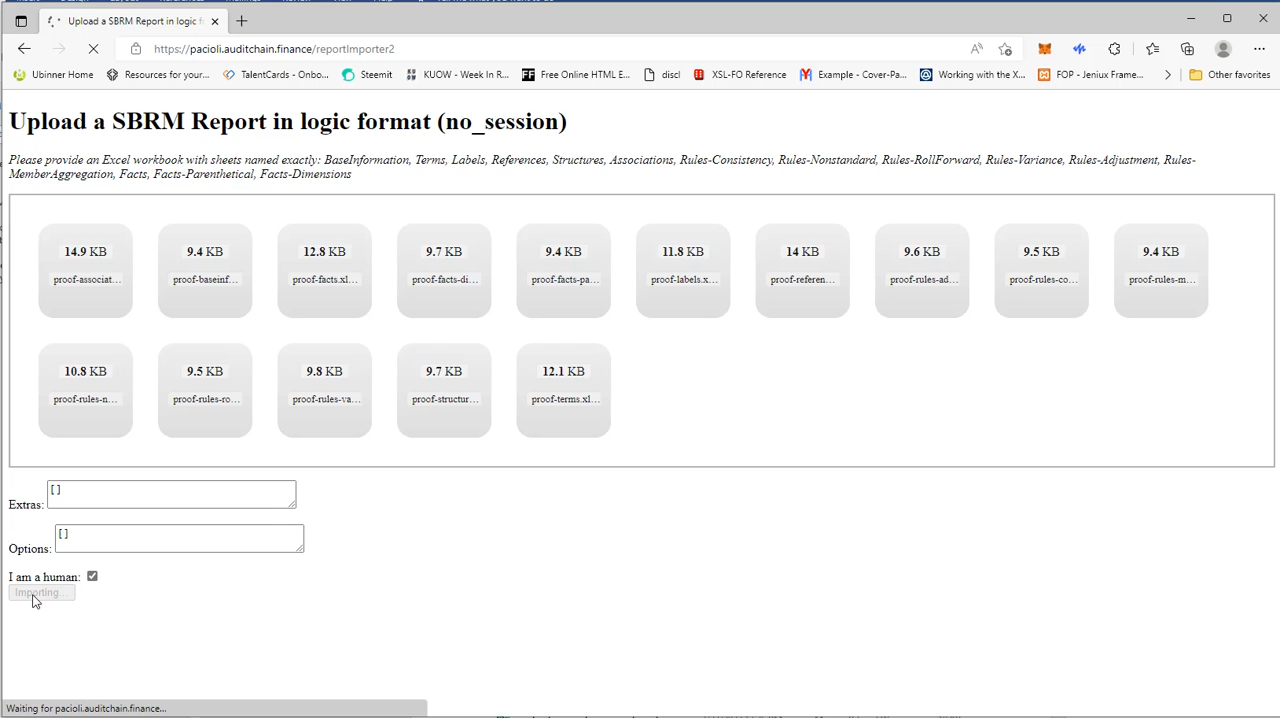 Upload a SBRM Report in logic f
https://pacioli.auditchain.finance/reportImporter2
Ubinner Home
Resources for your...
TalentCards - Onbo...
Steemit
KUOW - Week In R...
Free Online HTML E...
discl
XSL-FO Reference
Example - Cover-Pa...
Working with the X...
FOP - Jeniux Frame...
Other favorites
Upload a SBRM Report in logic format (no_session)
Please provide an Excel workbook with sheets named exactly: BaseInformation, Terms, Labels, References, Structures, Associations, Rules-Consistency, Rules-Nonstandard, Rules-RollForward, Rules-Variance, Rules-Adjustment, Rules-
MemberAggregation, Facts, Facts-Parenthetical, Facts-Dimensions
14.9 KB
proof-associat...
9.4 KB
proof-baseinf...
12.8 KB
proof-facts.xl...
9.7 KB
proof-facts-di...
9.4 KB
proof-facts-pa...
11.8 KB
proof-labels.x...
14 KB
proof-referen...
9.6 KB
proof-rules-ad...
9.5 KB
proof-rules-co...
9.4 KB
proof-rules-m...
10.8 KB
proof-rules-n...
9.5 KB
proof-rules-ro...
9.8 KB
proof-rules-va...
9.7 KB
proof-structur...
12.1 KB
proof-terms.xl...
Extras: []
Options: []
I am a human:
Importing...
Waiting for pacioli.auditchain.finance...